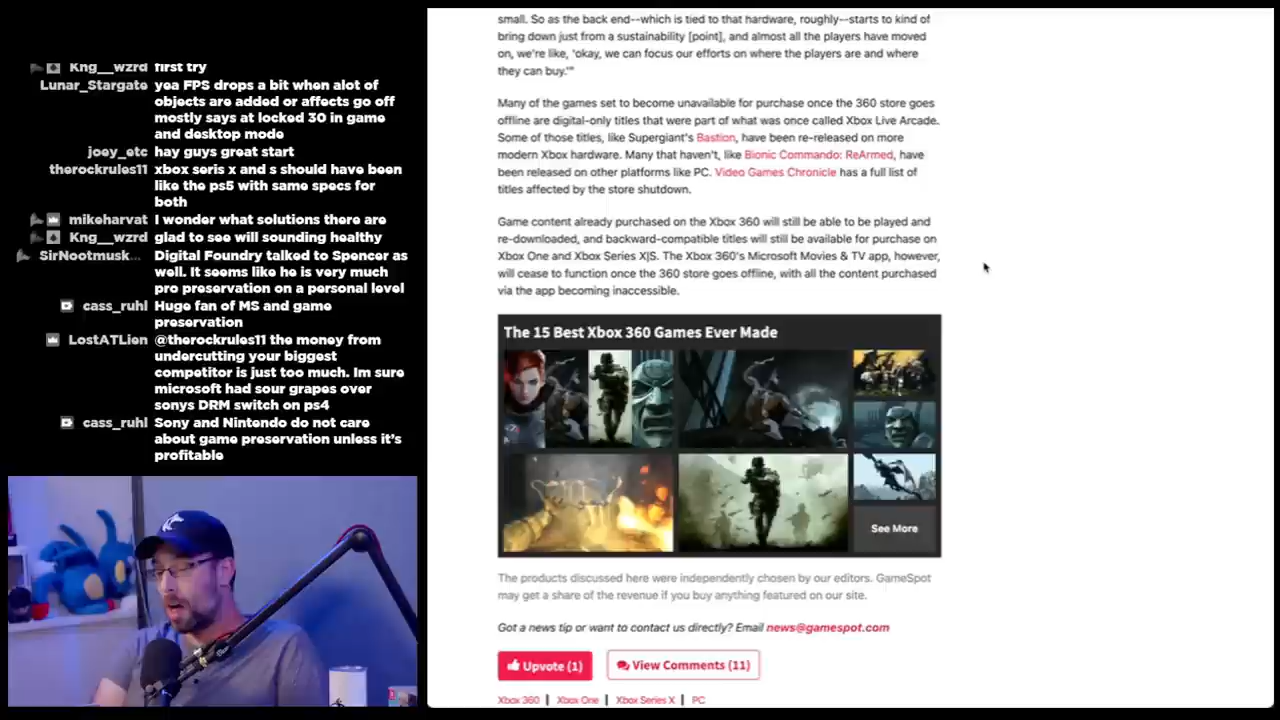 Kng__wzrd first try
Lunar_Stargate yea FPS drops a bit when alot of
objects are added or affects go off
mostly says at locked 30 in game
and desktop mode
joey_etc hay guys great start
therockrules11 xbox series x and s should have been
like the ps5 with same specs for
both
mikeharvat I wonder what solutions there are
Kng__wzrd glad to see will sounding healthy
SirNootmusk... Digital Foundry talked to Spencer as
well. It seems like he is very much
pro preservation on a personal level
cass_ruhl Huge fan of MS and game
preservation
LostATLien @therockrules11 the money from
undercutting your biggest
competitor is just too much. Im sure
microsoft had sour grapes over
sonys DRM switch on ps4
cass_ruhl Sony and Nintendo do not care
about game preservation unless it's
profitable
small. So as the back end--which is tied to that hardware, roughly--starts to kind of
bring down just from a sustainability [point], and almost all the players have moved
on, we're like, 'okay, we can focus our efforts on where the players are and where
they can buy.'"
Many of the games set to become unavailable for purchase once the 360 store goes
offline are digital-only titles that were part of what was once called Xbox Live Arcade.
Some of those titles, like Supergiant's Bastion, have been re-released on more
modern Xbox hardware. Many that haven't, like Bionic Commando: ReArmed, have
been released on other platforms like PC. Video Games Chronicle has a full list of
titles affected by the store shutdown.
Game content already purchased on the Xbox 360 will still be able to be played and
re-downloaded, and backward-compatible titles will still be available for purchase on
Xbox One and Xbox Series X|S. The Xbox 360's Microsoft Movies & TV app, however,
will cease to function once the 360 store goes offline, with all the content purchased
via the app becoming inaccessible.
The 15 Best Xbox 360 Games Ever Made
See More
The products discussed here were independently chosen by our editors. GameSpot
may get a share of the revenue if you buy anything featured on our site.
Got a news tip or want to contact us directly? Email news@gamespot.com
Upvote (1) View Comments (11)
Xbox 360 | Xbox One | Xbox Series X | PC